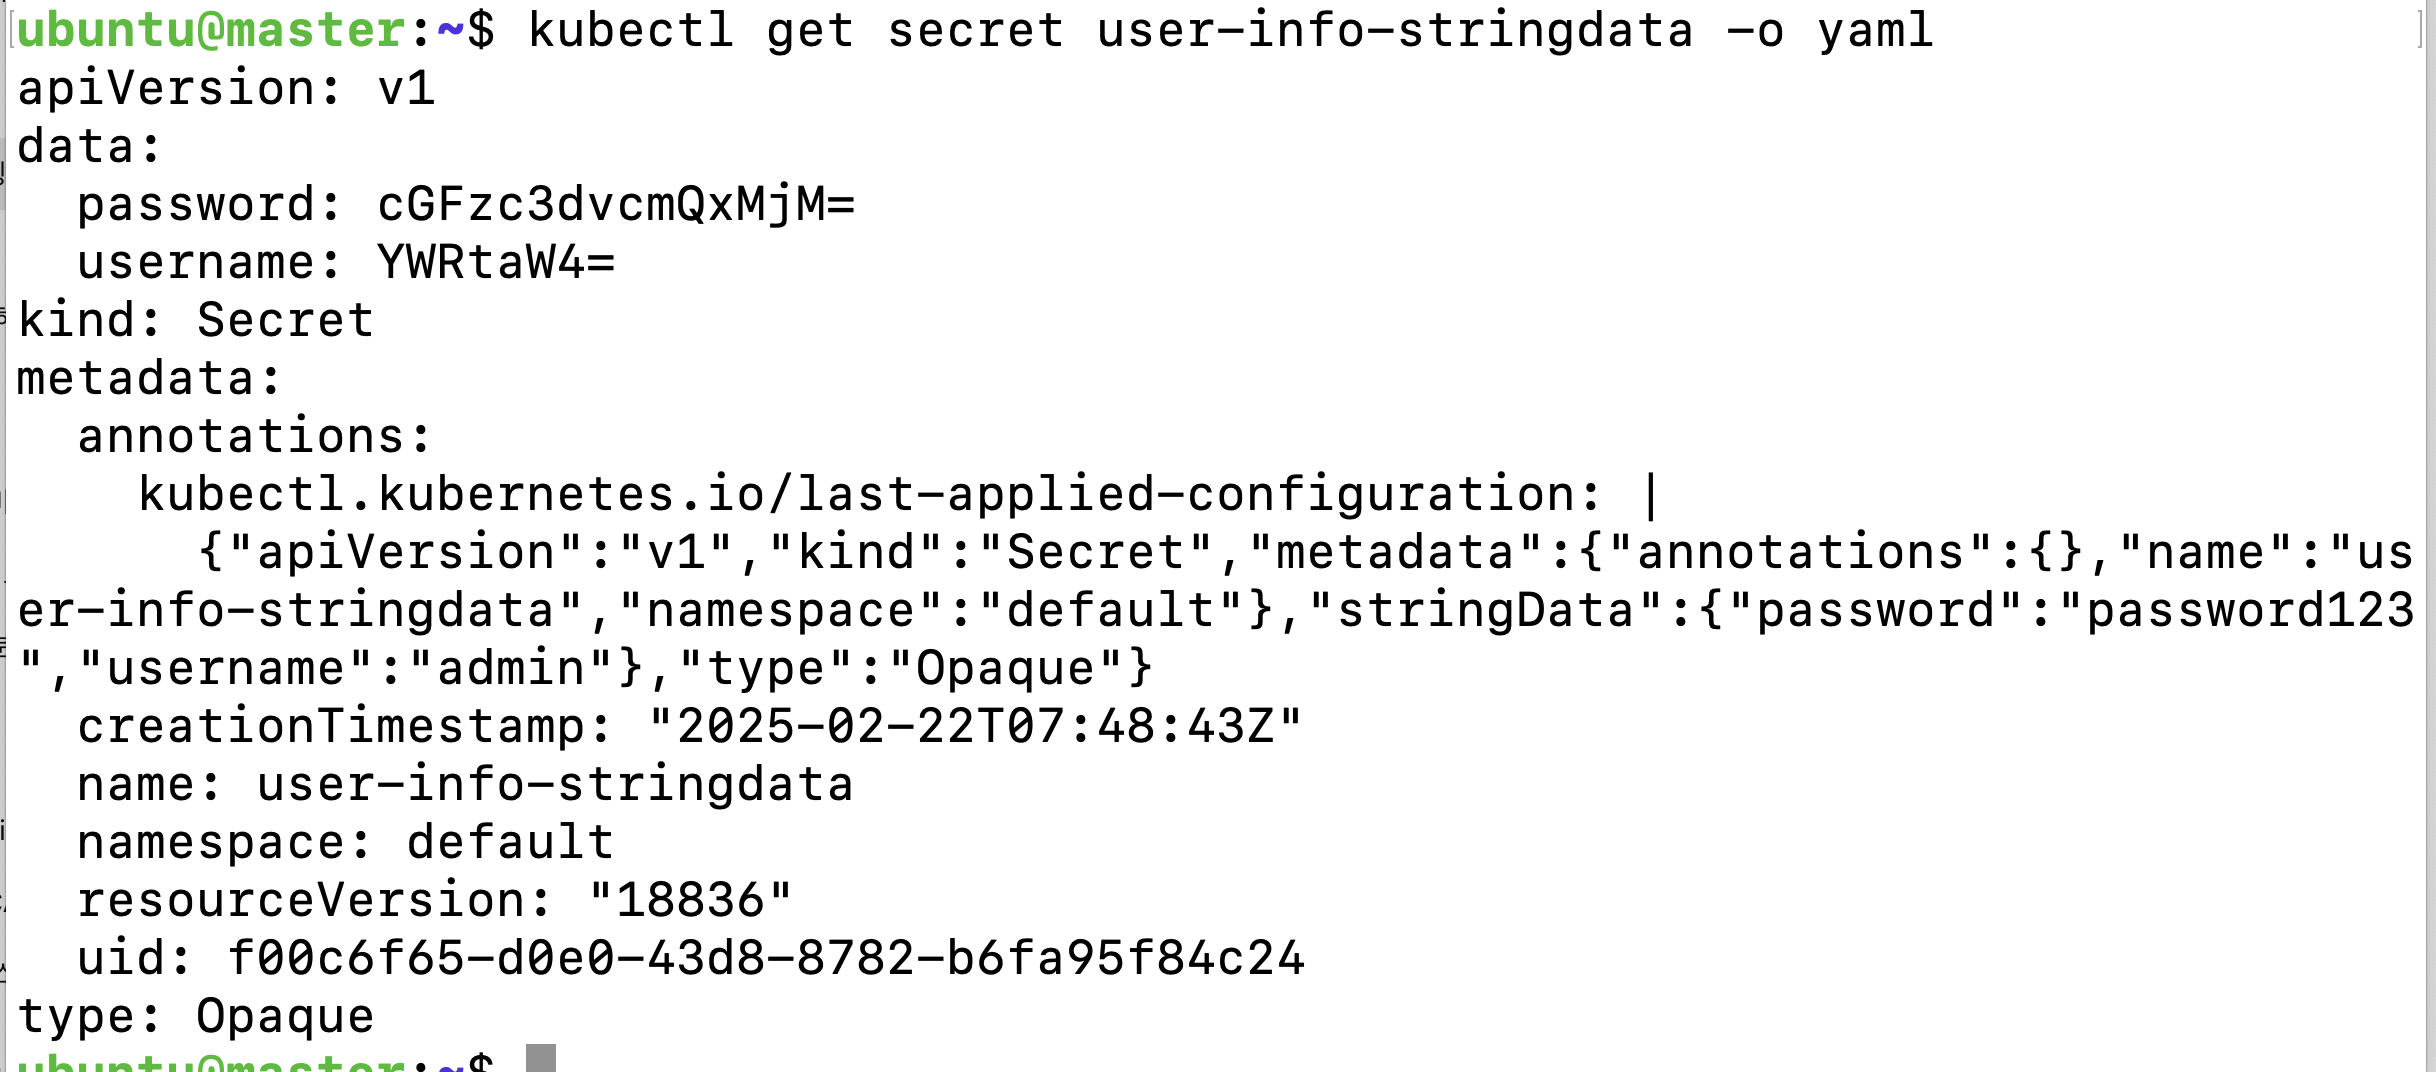 ubuntu@master:~$ kubectl get secret user-info-stringdata -o yaml
apiVersion: v1
data:
  password: cGFzc3dvcmQxMjM=
  username: YWRtaW4=
kind: Secret
metadata:
  annotations:
    kubectl.kubernetes.io/last-applied-configuration: |
      {"apiVersion":"v1","kind":"Secret","metadata":{"annotations":{},"name":"us
er-info-stringdata","namespace":"default"},"stringData":{"password":"password123
","username":"admin"},"type":"Opaque"}
  creationTimestamp: "2025-02-22T07:48:43Z"
  name: user-info-stringdata
  namespace: default
  resourceVersion: "18836"
  uid: f00c6f65-d0e0-43d8-8782-b6fa95f84c24
type: Opaque
ubuntu@master:~$